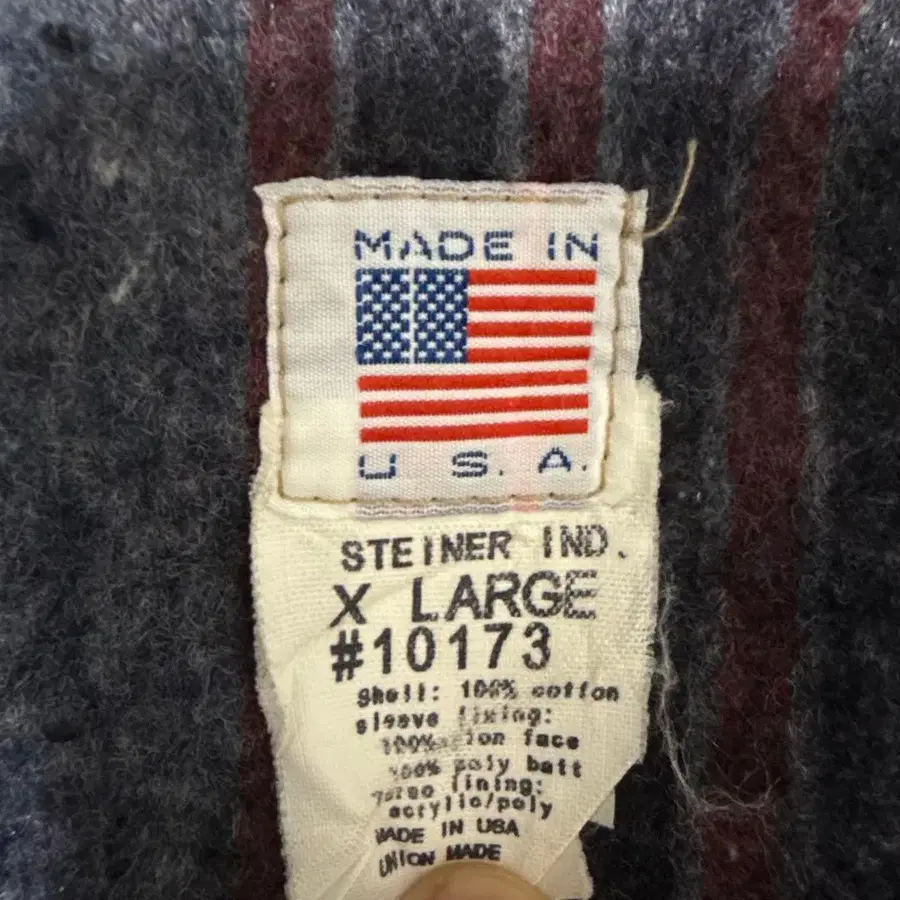 MADE IN
U. S. A.
STEINER IND.
X LARGE
#10173
Shell: 100% cotton
sleeve lining:
100% face
100% poly batt
Torso lining:
acrylic/poly
MADE IN USA
UNION MADE